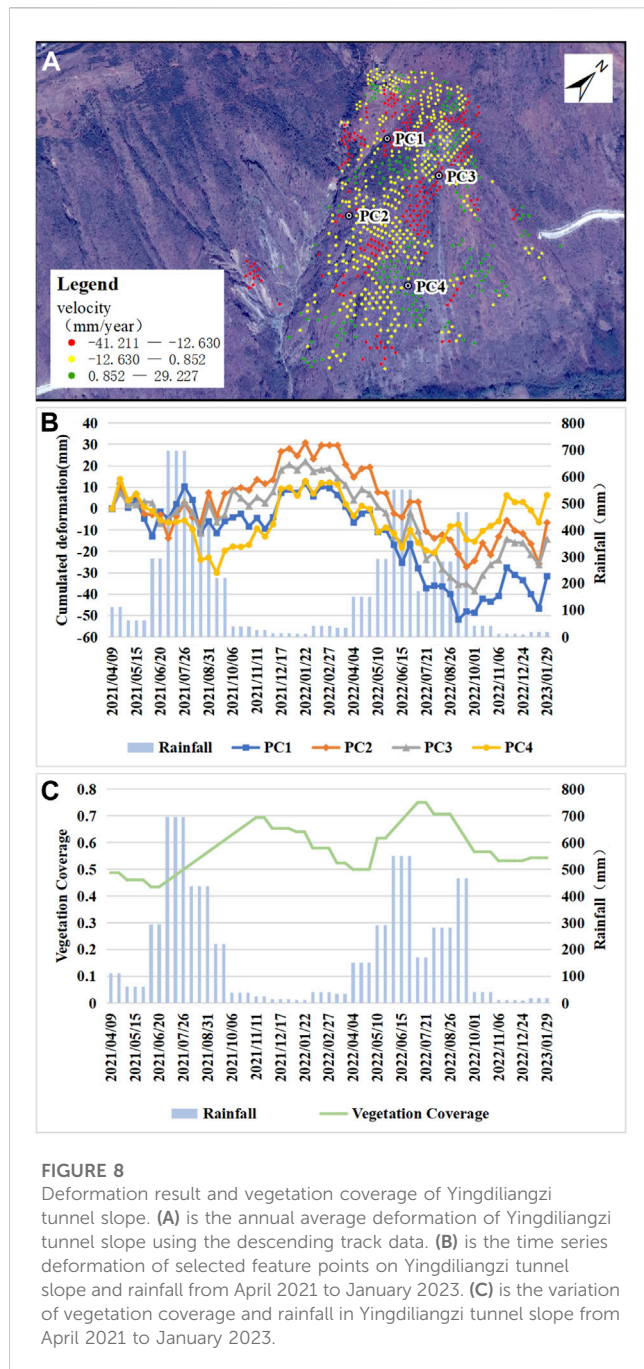 A
N
PC1
PC3
PC2
PC4
Legend
velocity
(mm/year)
-41.211 — -12.630
-12.630 — 0.852
0.852 — 29.227
B
40
30
20
10
0
-10
-20
-30
-40
-50
-60
Cumulated deformation(mm)
800
700
600
500
400
300
200
100
0
Rainfall (mm)
2021/04/09
2021/05/15
2021/06/20
2021/07/26
2021/08/31
2021/10/06
2021/11/11
2021/12/17
2022/01/22
2022/02/27
2022/04/04
2022/05/10
2022/06/15
2022/07/21
2022/08/26
2022/10/01
2022/11/06
2022/12/24
2023/01/29
Rainfall PC1 PC2 PC3 PC4
C
0.8
0.7
0.6
0.5
0.4
0.3
0.2
0.1
0
Vegetation Coverage
800
700
600
500
400
300
200
100
0
Rainfall (mm)
2021/04/09
2021/05/15
2021/06/20
2021/07/26
2021/08/31
2021/10/06
2021/11/11
2021/12/17
2022/01/22
2022/02/27
2022/04/04
2022/05/10
2022/06/15
2022/07/21
2022/08/26
2022/10/01
2022/11/06
2022/12/24
2023/01/29
Rainfall Vegetation Coverage
FIGURE 8
Deformation result and vegetation coverage of Yingdiliangzi
tunnel slope. (A) is the annual average deformation of Yingdiliangzi
tunnel slope using the descending track data. (B) is the time series
deformation of selected feature points on Yingdiliangzi tunnel
slope and rainfall from April 2021 to January 2023. (C) is the variation
of vegetation coverage and rainfall in Yingdiliangzi tunnel slope from
April 2021 to January 2023.